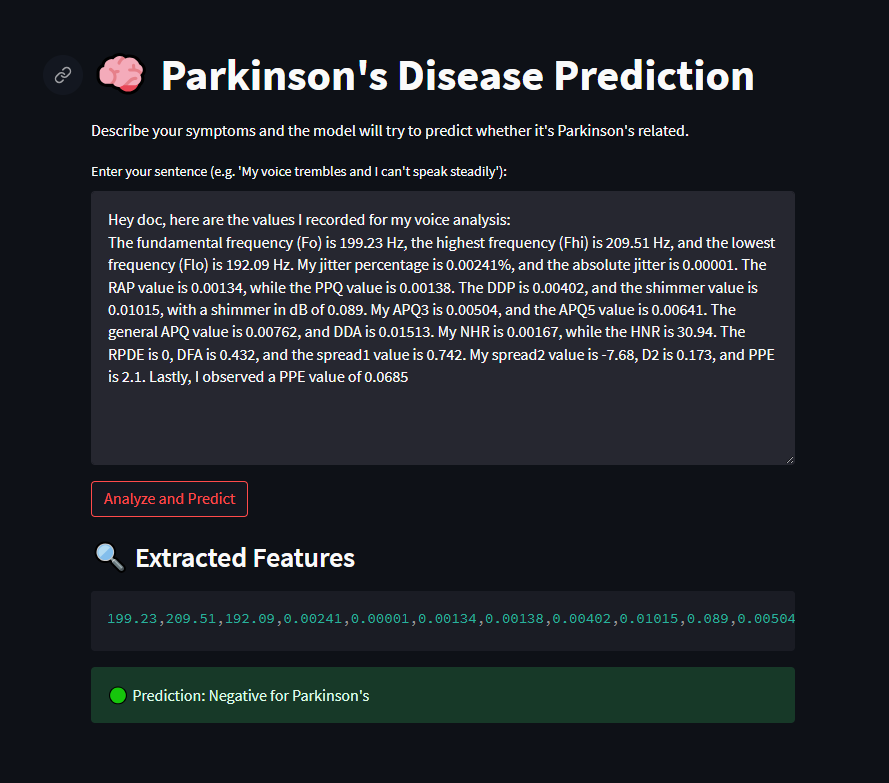 Parkinson's Disease Prediction
Describe your symptoms and the model will try to predict whether it's Parkinson's related.
Enter your sentence (e.g. 'My voice trembles and I can't speak steadily'):
Hey doc, here are the values I recorded for my voice analysis:
The fundamental frequency (Fo) is 199.23 Hz, the highest frequency (Fhi) is 209.51 Hz, and the lowest
frequency (Flo) is 192.09 Hz. My jitter percentage is 0.00241%, and the absolute jitter is 0.00001. The
RAP value is 0.00134, while the PPQ value is 0.00138. The DDP is 0.00402, and the shimmer value is
0.01015, with a shimmer in dB of 0.089. My APQ3 is 0.00504, and the APQ5 value is 0.00641. The
general APQ value is 0.00762, and DDA is 0.01513. My NHR is 0.00167, while the HNR is 30.94. The
RPDE is 0, DFA is 0.432, and the spread1 value is 0.742. My spread2 value is -7.68, D2 is 0.173, and PPE
is 2.1. Lastly, I observed a PPE value of 0.0685
Analyze and Predict
Extracted Features
199.23,209.51,192.09,0.00241,0.00001,0.00134,0.00138,0.00402,0.01015,0.089,0.00504
Prediction: Negative for Parkinson's